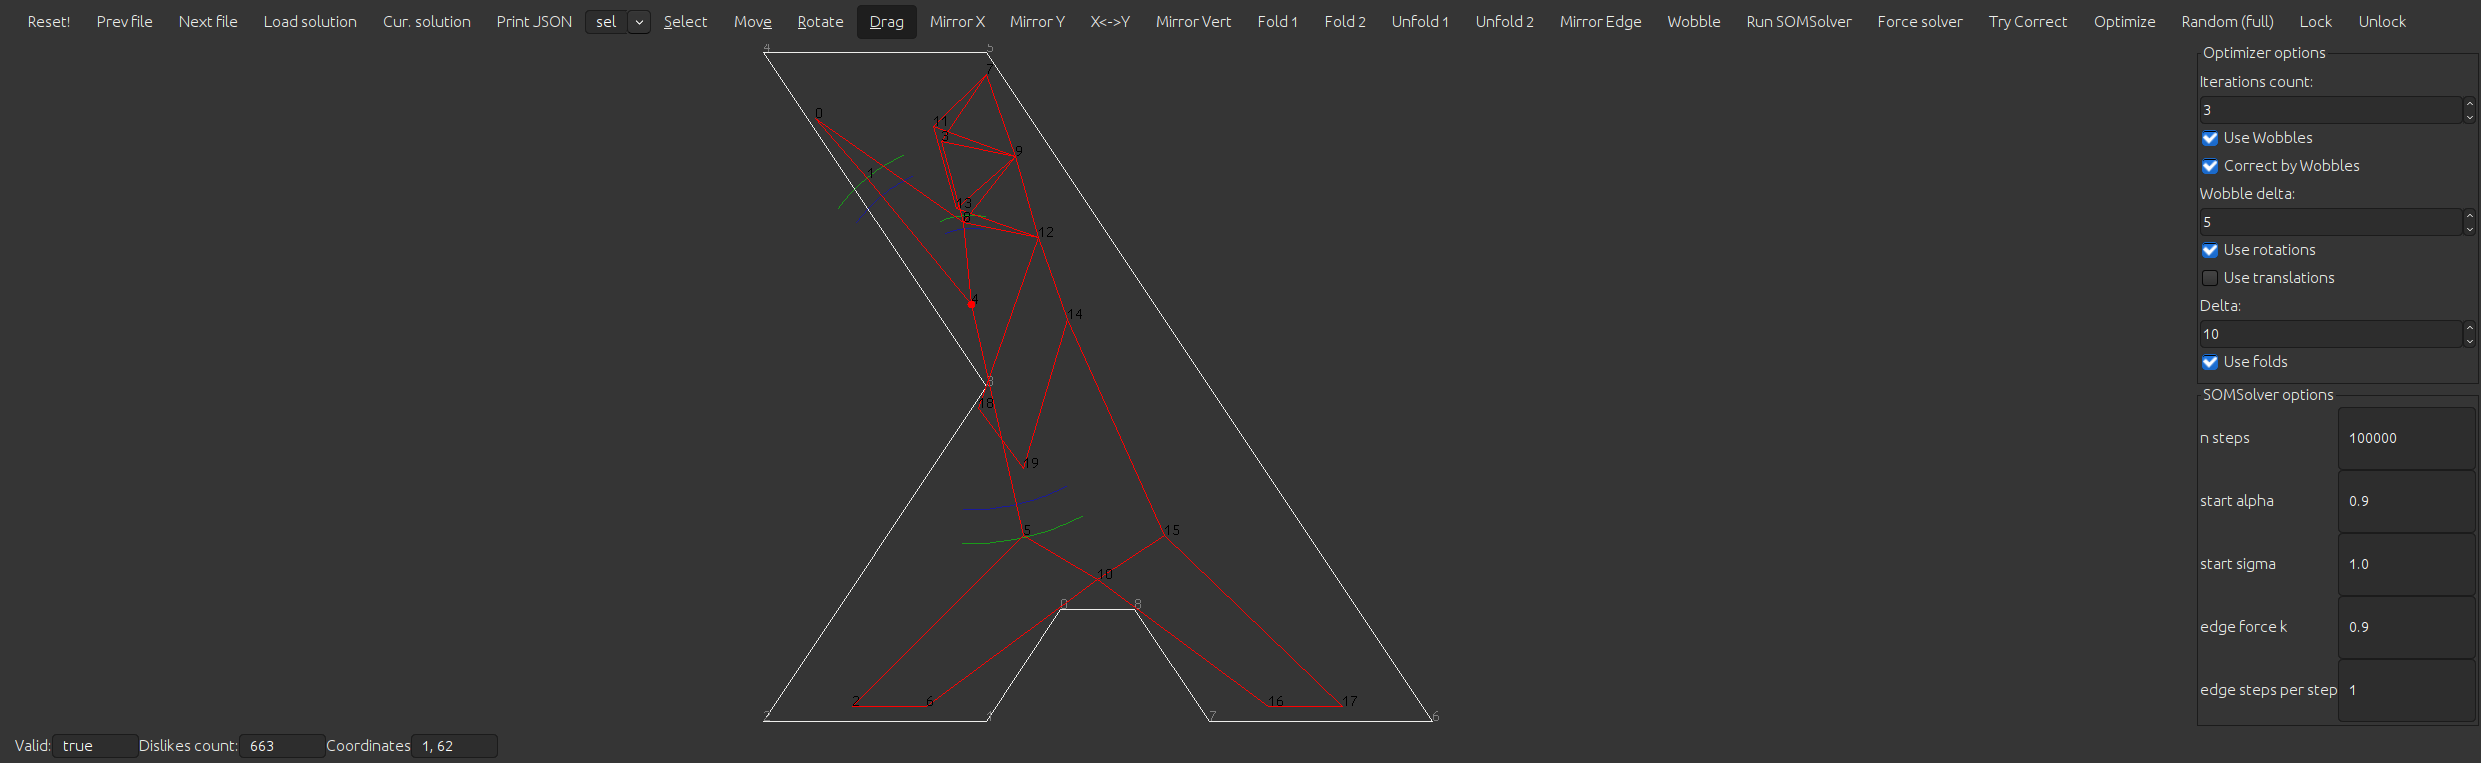 Reset! Prev file Next file Load solution Cur. solution Print JSON sel Select Move Rotate Drag Mirror X Mirror Y X<->Y Mirror Vert Fold 1 Fold 2 Unfold 1 Unfold 2 Mirror Edge Wobble Run SOMSolver Force solver Try Correct Optimize Random (full) Lock Unlock
4 5
Optimizer options
7
Iterations count:
3
0
11
3
Use Wobbles
9
Correct by Wobbles
1
Wobble delta:
13
8
5
12
Use rotations
Use translations
4
Delta:
14
10
Use folds
3
SOMSolver options
18
n steps 100000
19
start alpha 0.9
5 15
start sigma 1.0
10
0 8
edge force k 0.9
2 6 16 17
edge steps per step 1
2 1 7 6
Valid: true Dislikes count: 663 Coordinates 1, 62